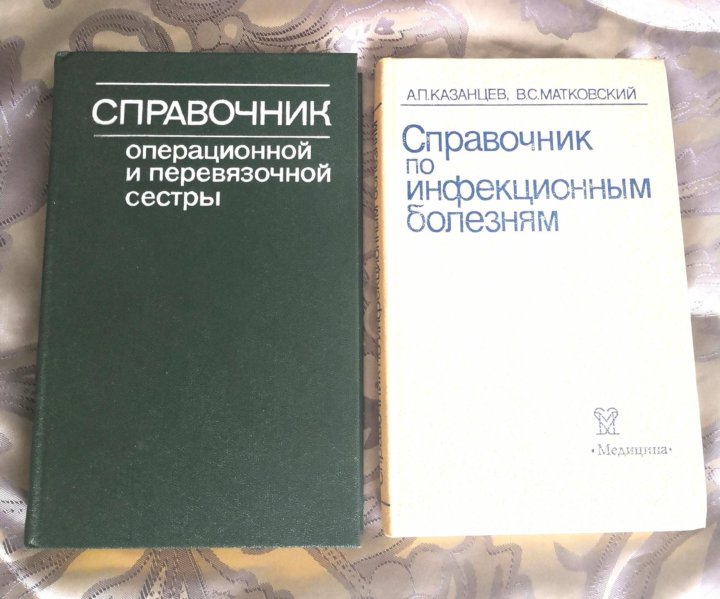 СПРАВОЧНИК
операционной
и перевязочной
сестры
А.П.КАЗАНЦЕВ, В.С.МАТКОВСКИЙ
Справочник
по
инфекционным
болезням
•Медицина•